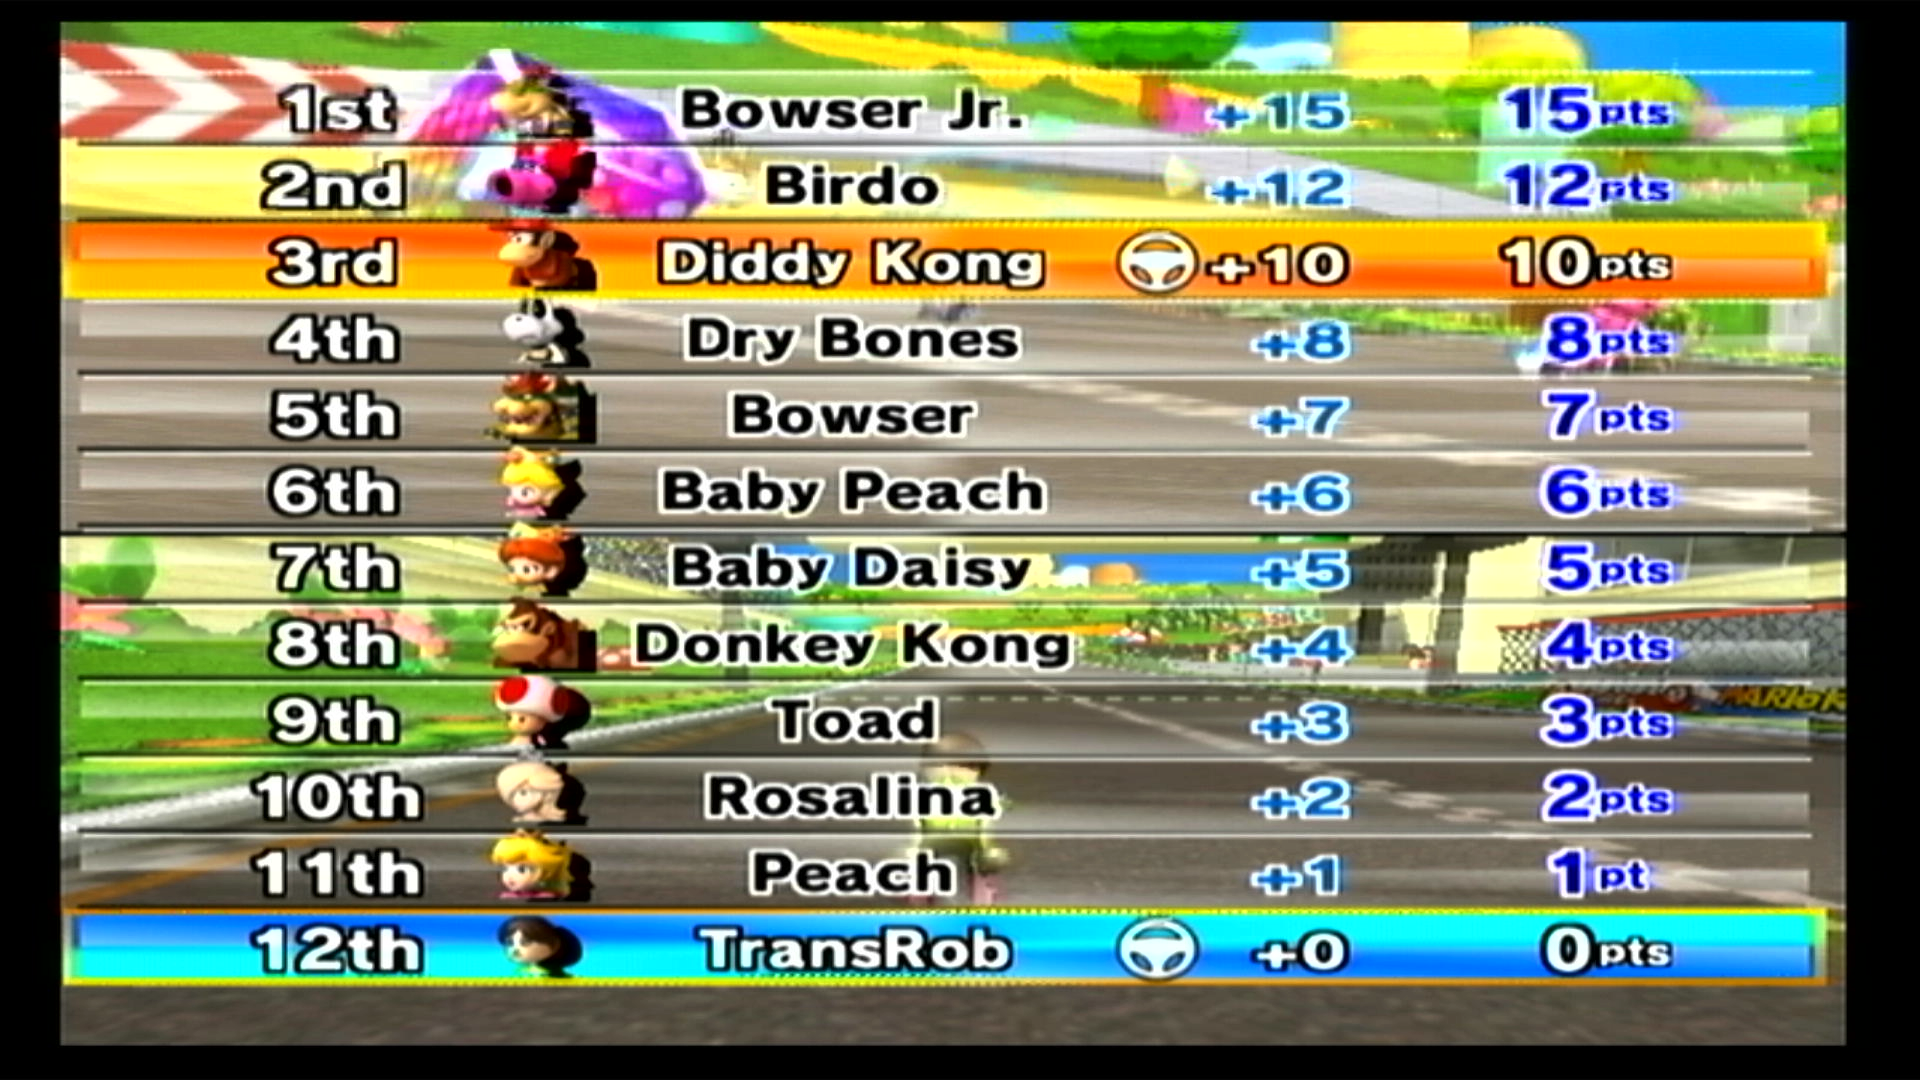 1st Bowser Jr. +15 15pts
2nd Birdo +12 12pts
3rd Diddy Kong +10 10pts
4th Dry Bones +8 8pts
5th Bowser +7 7pts
6th Baby Peach +6 6pts
7th Baby Daisy +5 5pts
8th Donkey Kong +4 4pts
9th Toad +3 3pts
10th Rosalina +2 2pts
11th Peach +1 1pt
12th TransRob +0 0pts